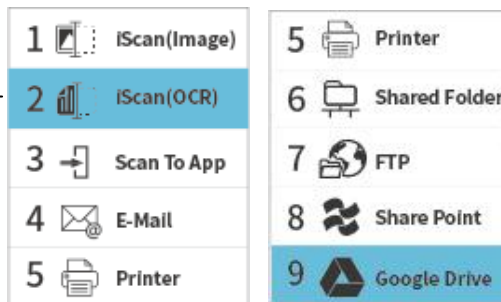 1 iScan(Image)
2 iScan(OCR)
3 Scan To App
4 E-Mail
5 Printer
5 Printer
6 Shared Folder
7 FTP
8 Share Point
9 Google Drive